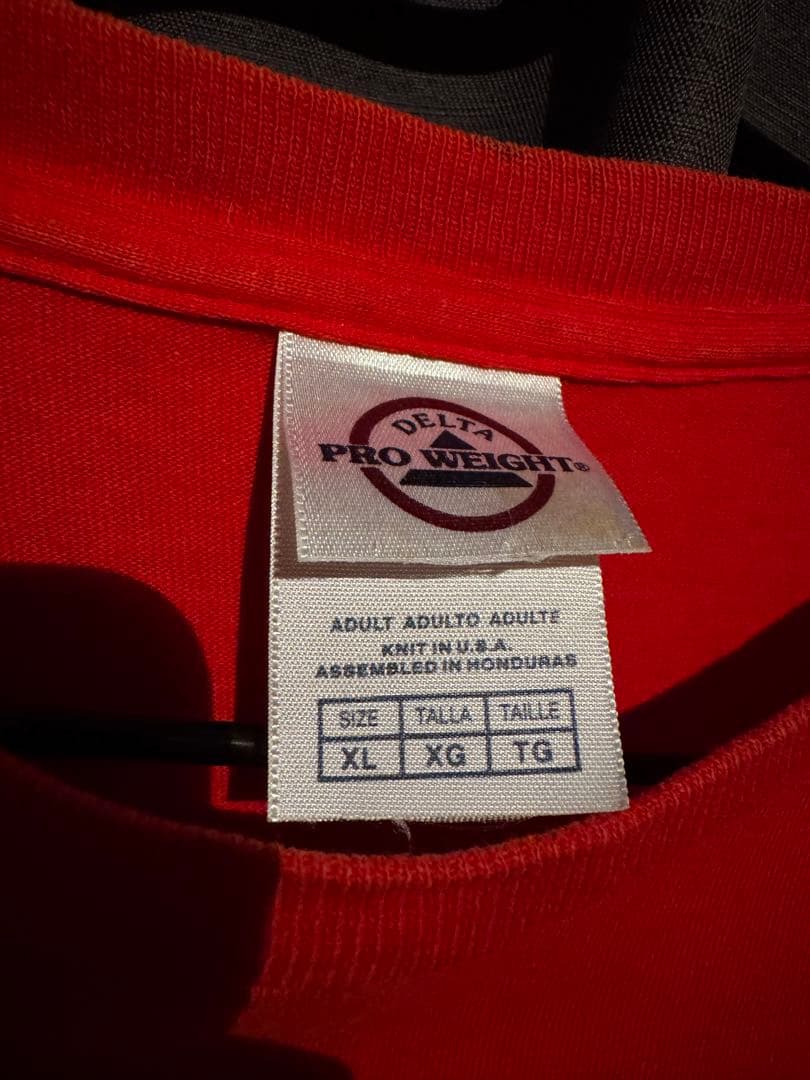 DELTA
PRO WEIGHT®
ADULT ADULTO ADULTE
KNIT IN U.S.A.
ASSEMBLED IN HONDURAS
SIZE TALLA TAILLE
XL XG TG